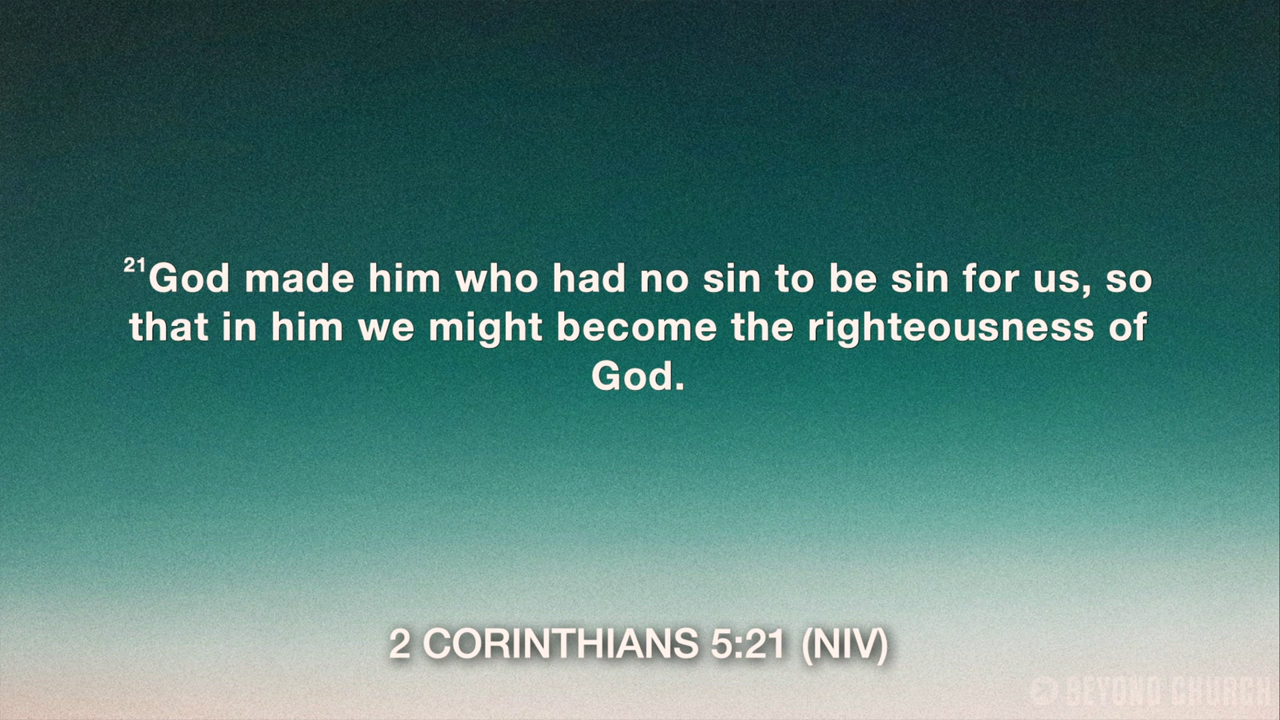 ²¹God made him who had no sin to be sin for us, so
that in him we might become the righteousness of
God.
2 CORINTHIANS 5:21 (NIV)
BEYOND CHURCH